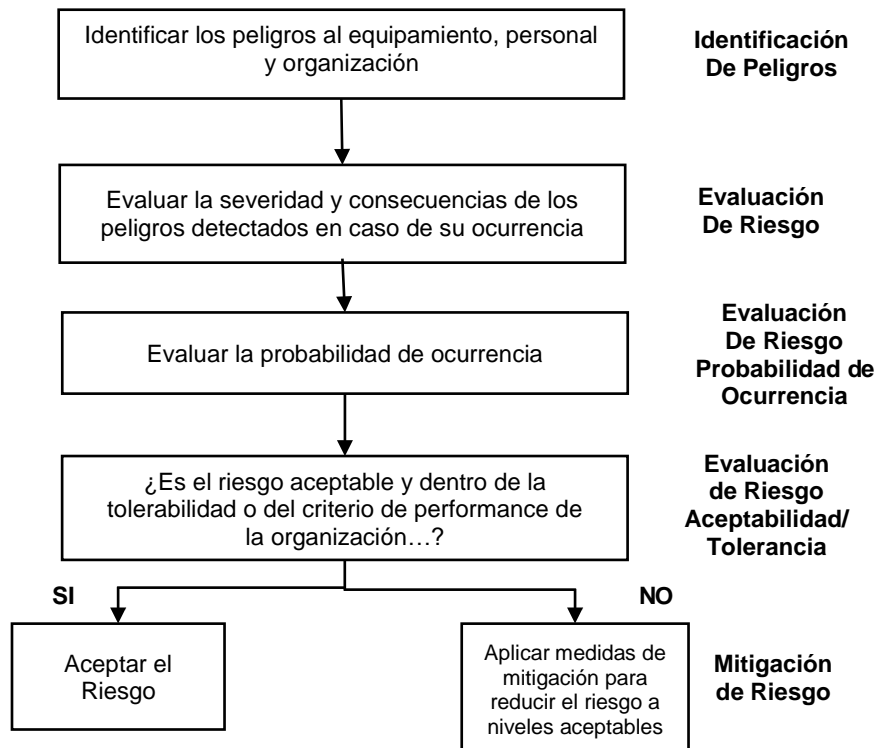 Identificar los peligros al equipamiento, personal
y organización
Identificación
De Peligros
Evaluar la severidad y consecuencias de los
peligros detectados en caso de su ocurrencia
Evaluación
De Riesgo
Evaluar la probabilidad de ocurrencia
Evaluación
De Riesgo
Probabilidad de
Ocurrencia
¿Es el riesgo aceptable y dentro de la
tolerabilidad o del criterio de performance de
la organización…?
Evaluación
de Riesgo
Aceptabilidad/
Tolerancia
SI
NO
Aceptar el
Riesgo
Aplicar medidas de
mitigación para
reducir el riesgo a
niveles aceptables
Mitigación
de Riesgo